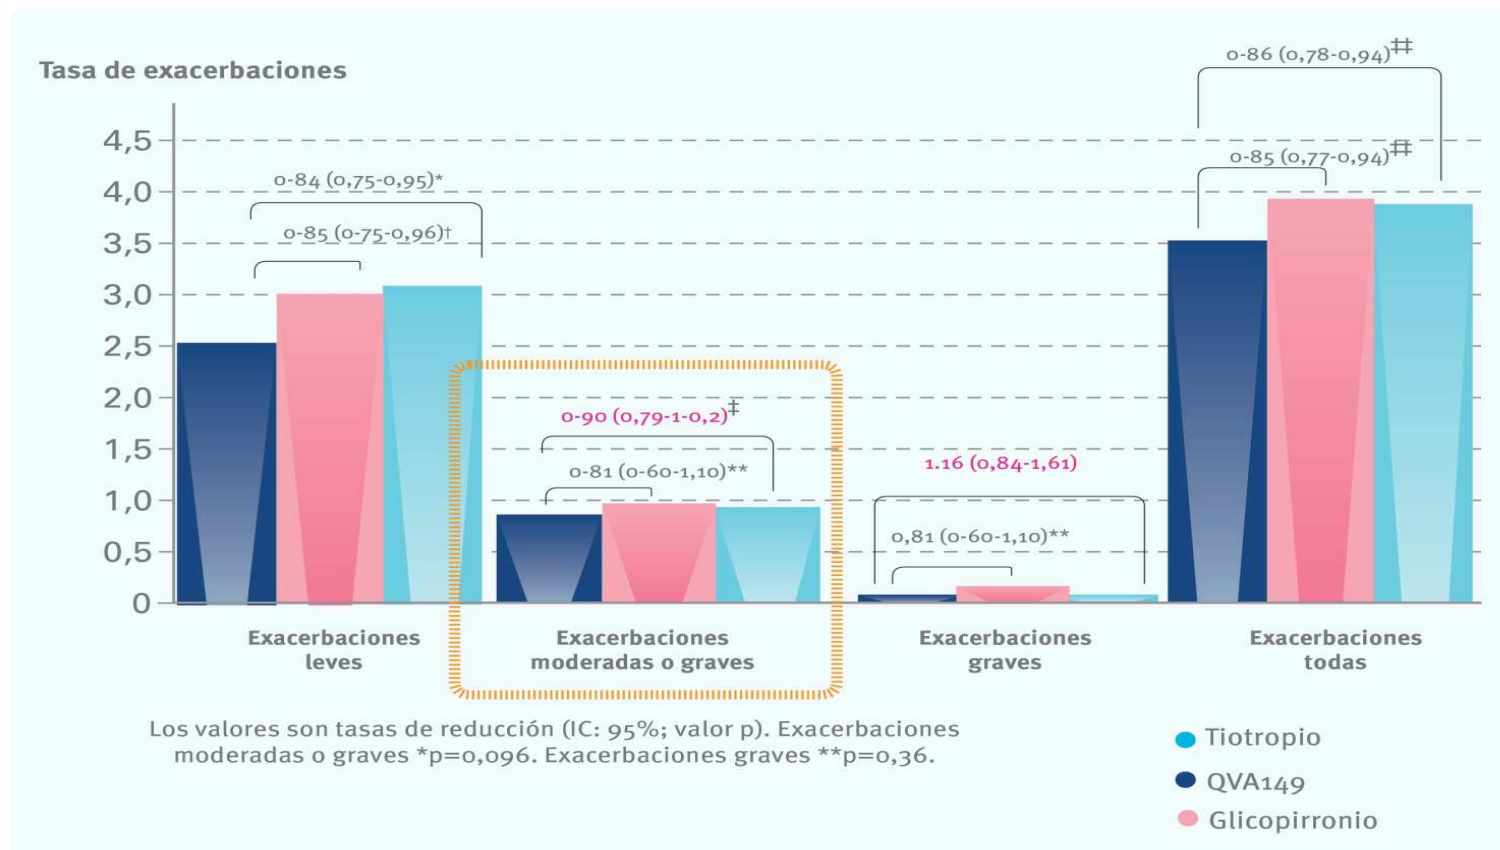 Tasa de exacerbaciones
0-86 (0,78-0,94)‡‡
4,5
0-85 (0,77-0,94)‡‡
4,0
0-84 (0,75-0,95)*
3,5
0-85 (0-75-0,96)†
3,0
2,5
2,0
0-90 (0,79-1-0,2)‡
1,5
0-81 (0-60-1,10)**
1.16 (0,84-1,61)
1,0
0,81 (0-60-1,10)**
0,5
0
Exacerbaciones
leves
Exacerbaciones
moderadas o graves
Exacerbaciones
graves
Exacerbaciones
todas
Los valores son tasas de reducción (IC: 95%; valor p). Exacerbaciones
moderadas o graves *p=0,096. Exacerbaciones graves **p=0,36.
Tiotropio
QVA149
Glicopirronio